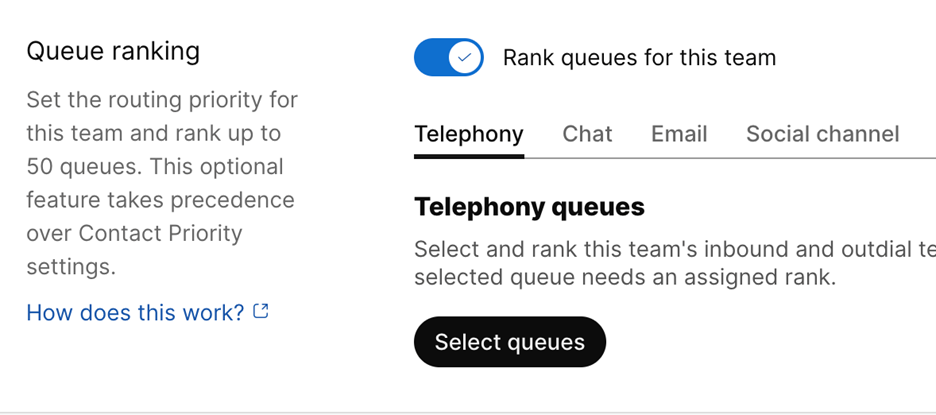 Queue ranking
Set the routing priority for
this team and rank up to
50 queues. This optional
feature takes precedence
over Contact Priority
settings.
How does this work?
Rank queues for this team
Telephony Chat Email Social channel
Telephony queues
Select and rank this team's inbound and outdial
selected queue needs an assigned rank.
Select queues